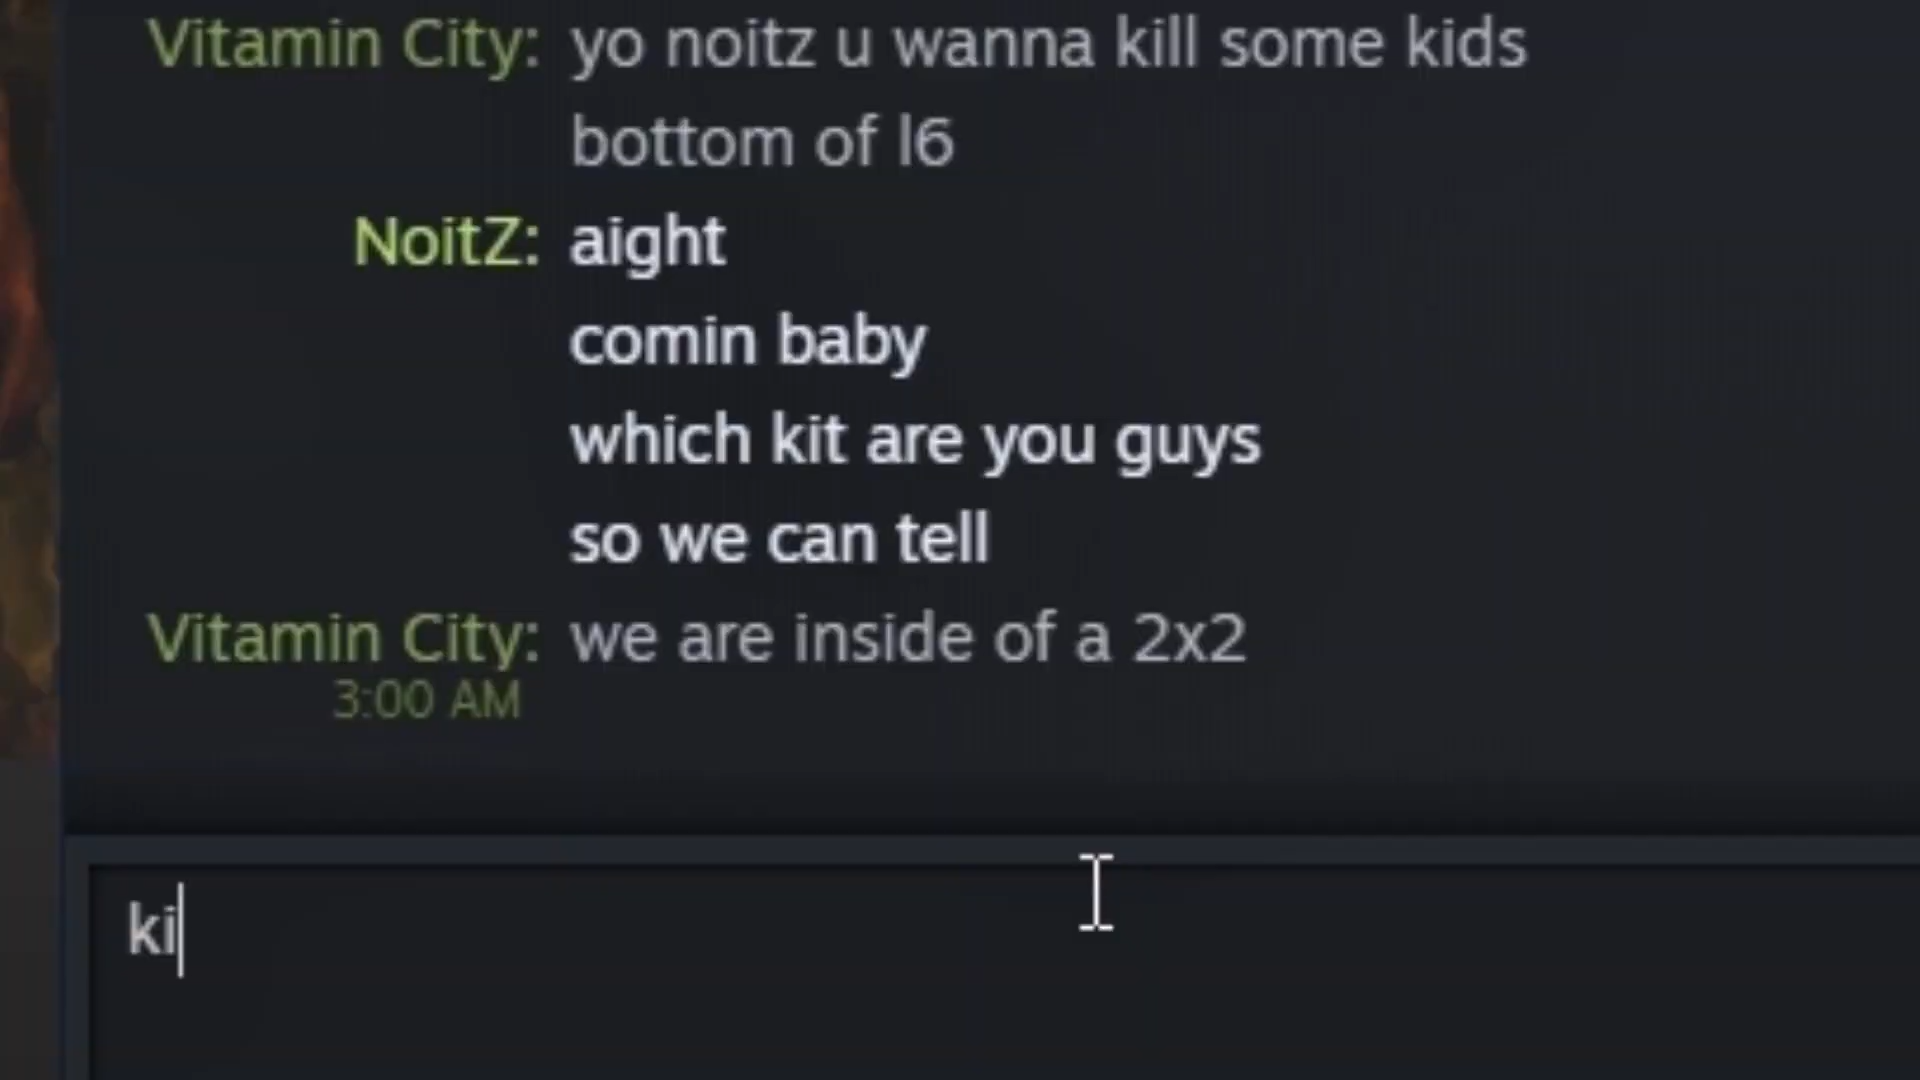 Vitamin City: yo noitz u wanna kill some kids
bottom of l6
NoitZ: aight
comin baby
which kit are you guys
so we can tell
Vitamin City: we are inside of a 2x2
3:00 AM
ki